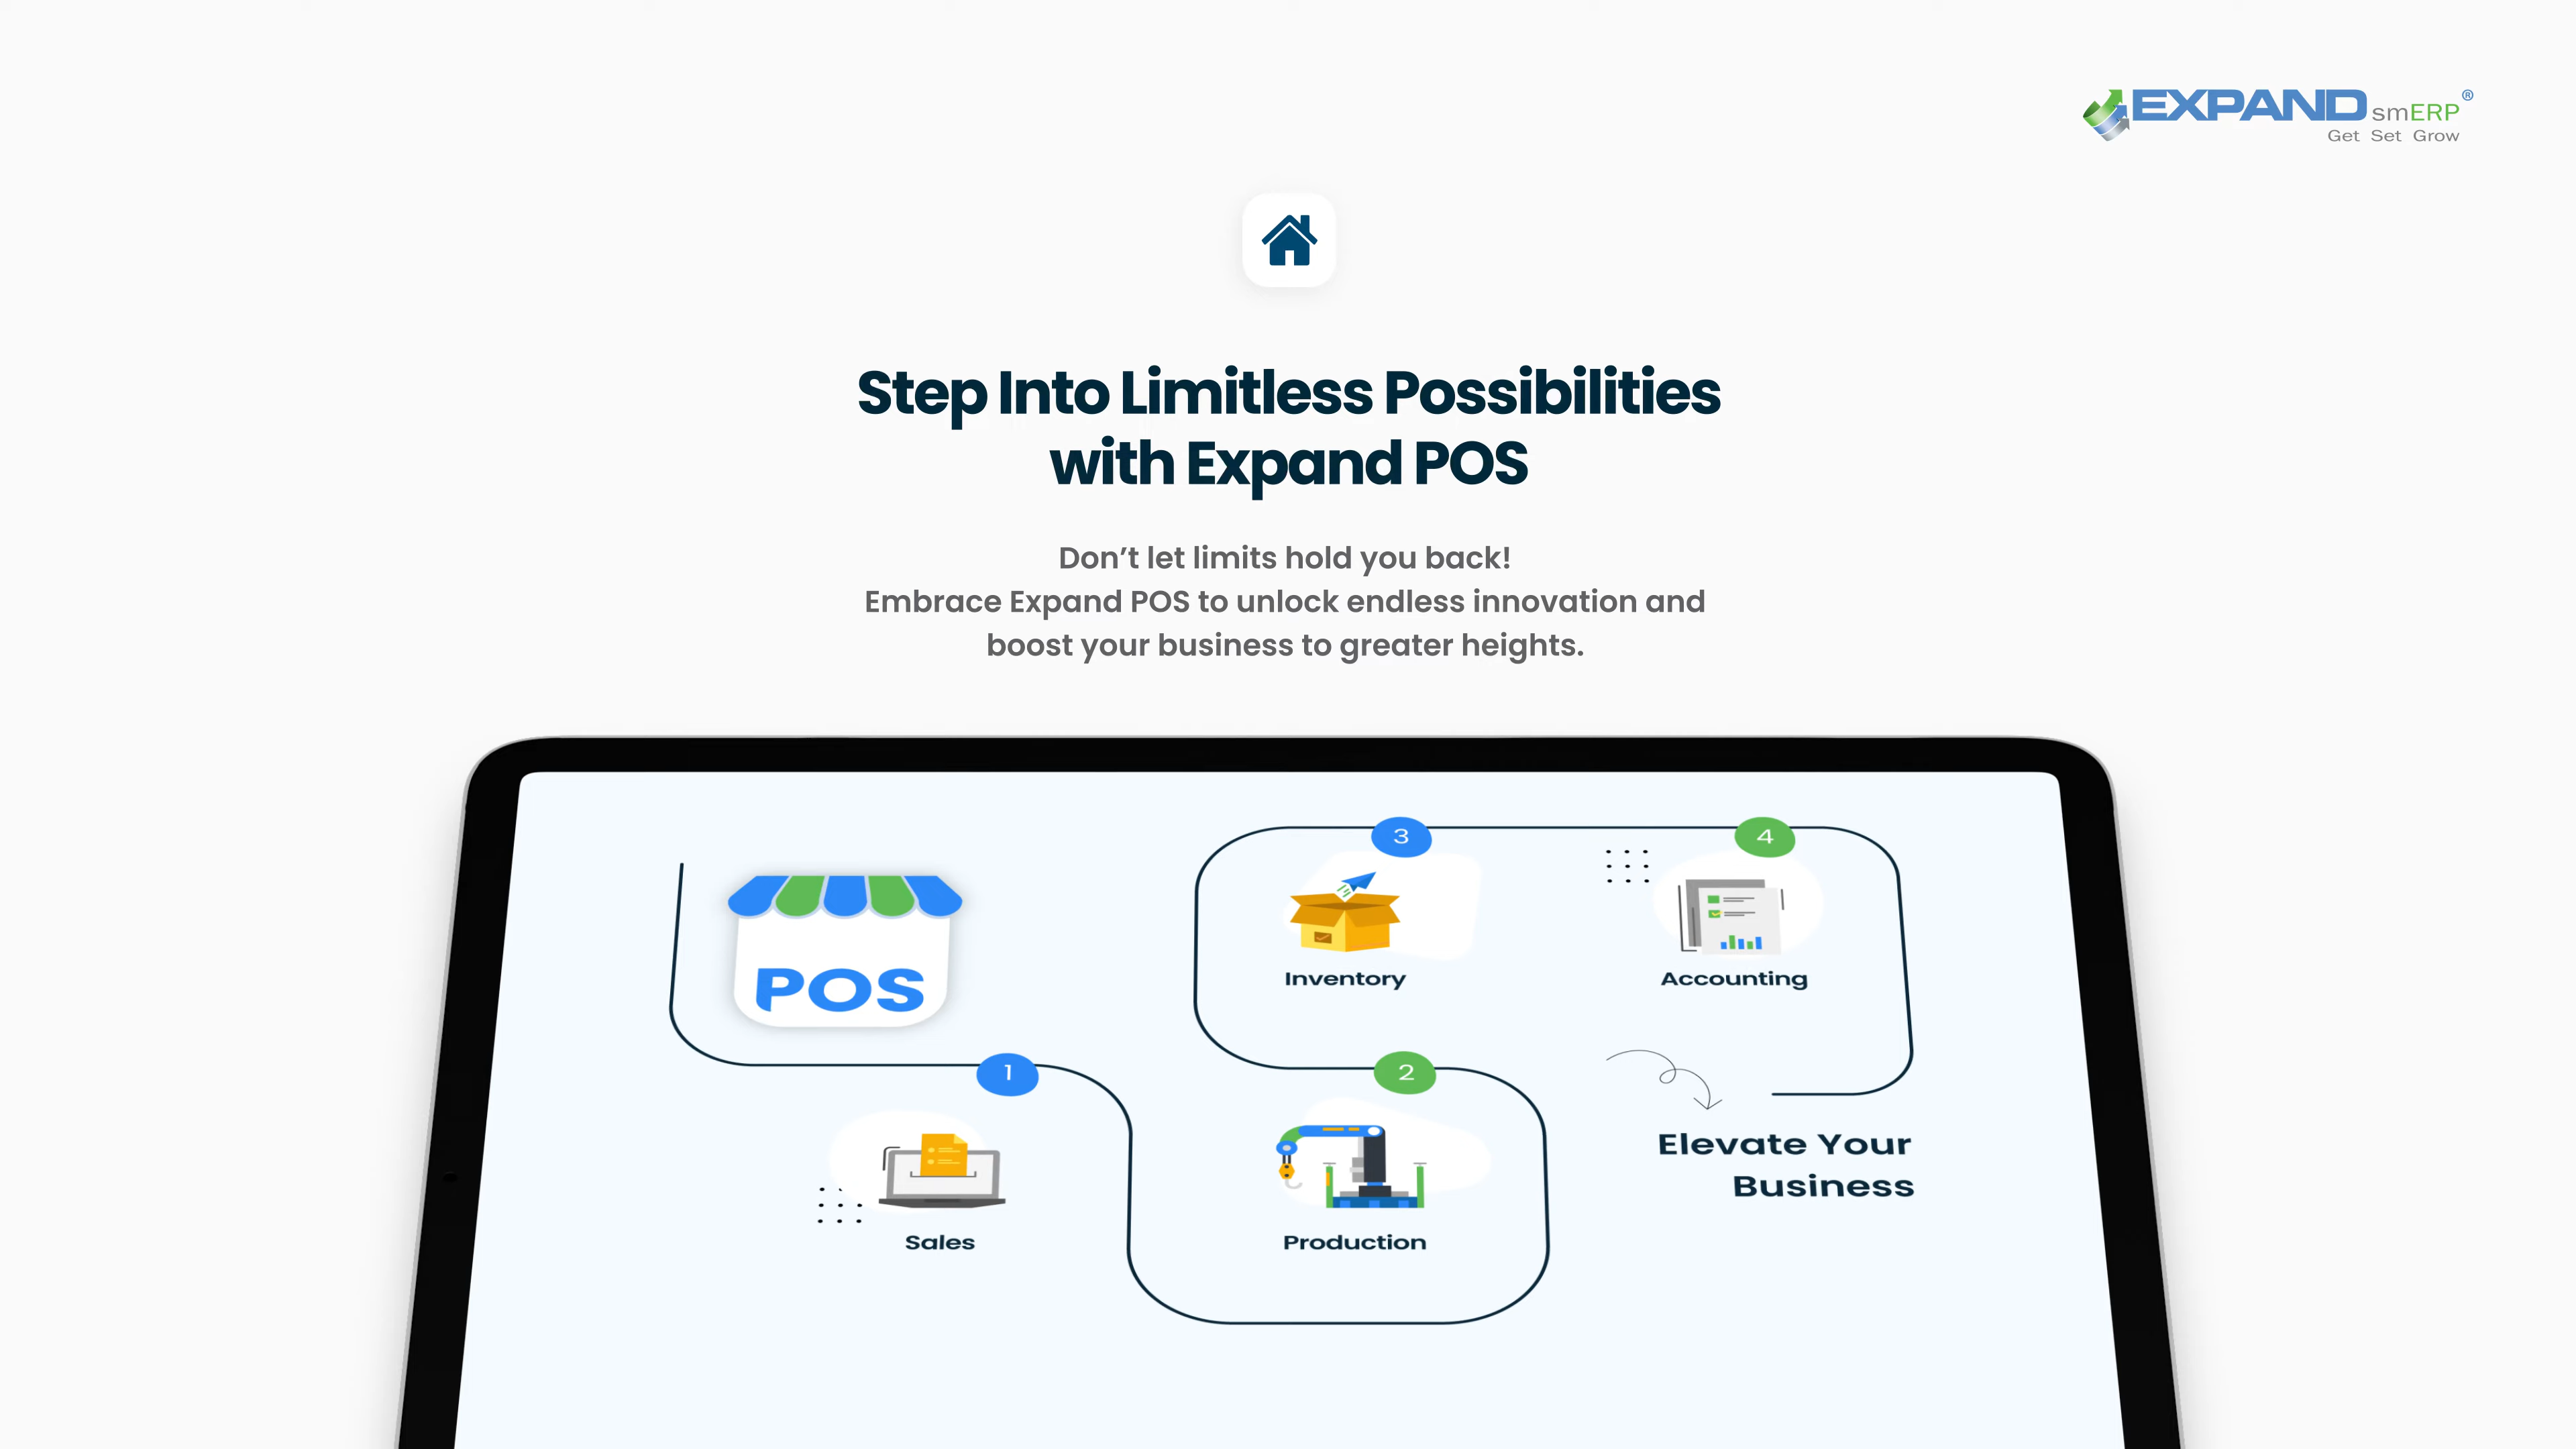 EXPAND smERP ®
Get Set Grow
Step Into Limitless Possibilities
with Expand POS
Don’t let limits hold you back!
Embrace Expand POS to unlock endless innovation and
boost your business to greater heights.
POS
1
Sales
2
Production
3
Inventory
4
Accounting
Elevate Your
Business